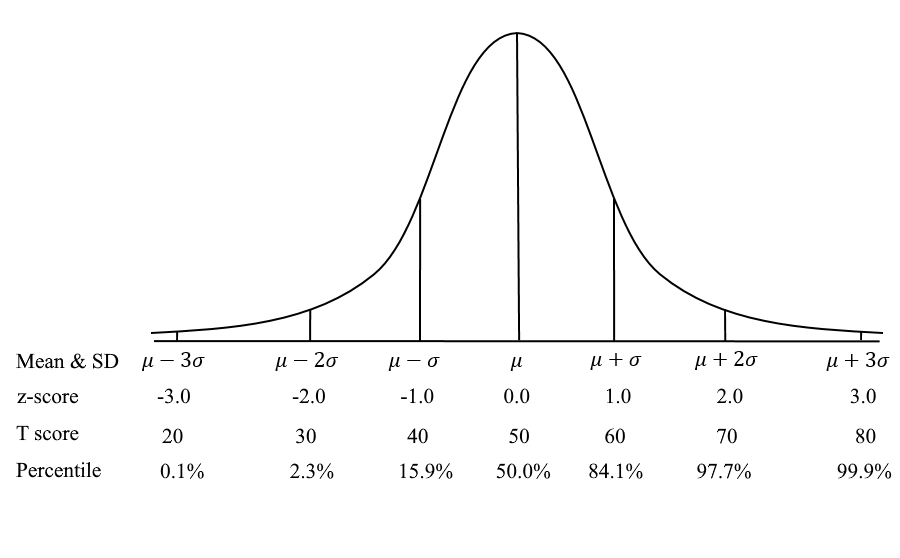 Mean & SD μ − 3σ μ − 2σ μ − σ μ μ + σ μ + 2σ μ + 3σ
z-score -3.0 -2.0 -1.0 0.0 1.0 2.0 3.0
T score 20 30 40 50 60 70 80
Percentile 0.1% 2.3% 15.9% 50.0% 84.1% 97.7% 99.9%